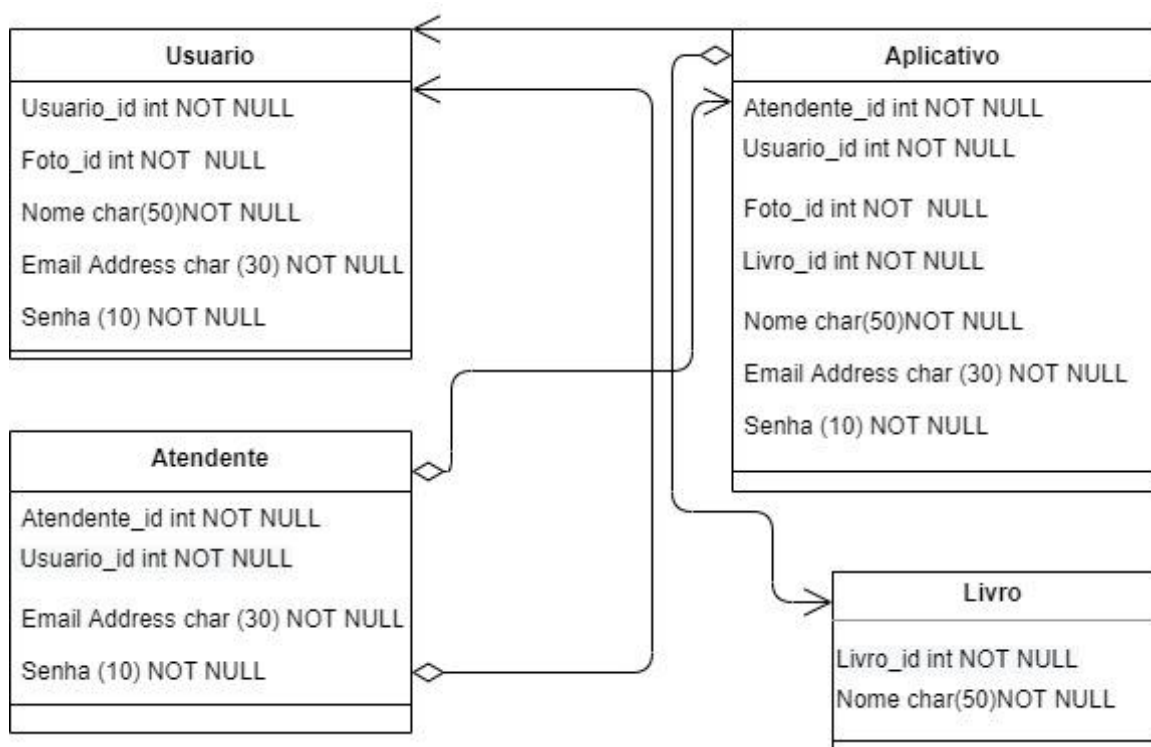 Usuario
Usuario_id int NOT NULL
Foto_id int NOT  NULL
Nome char(50)NOT NULL
Email Address char (30) NOT NULL
Senha (10) NOT NULL
Aplicativo
Atendente_id int NOT NULL
Usuario_id int NOT NULL
Foto_id int NOT  NULL
Livro_id int NOT NULL
Nome char(50)NOT NULL
Email Address char (30) NOT NULL
Senha (10) NOT NULL
Atendente
Atendente_id int NOT NULL
Usuario_id int NOT NULL
Email Address char (30) NOT NULL
Senha (10) NOT NULL
Livro
Livro_id int NOT NULL
Nome char(50)NOT NULL